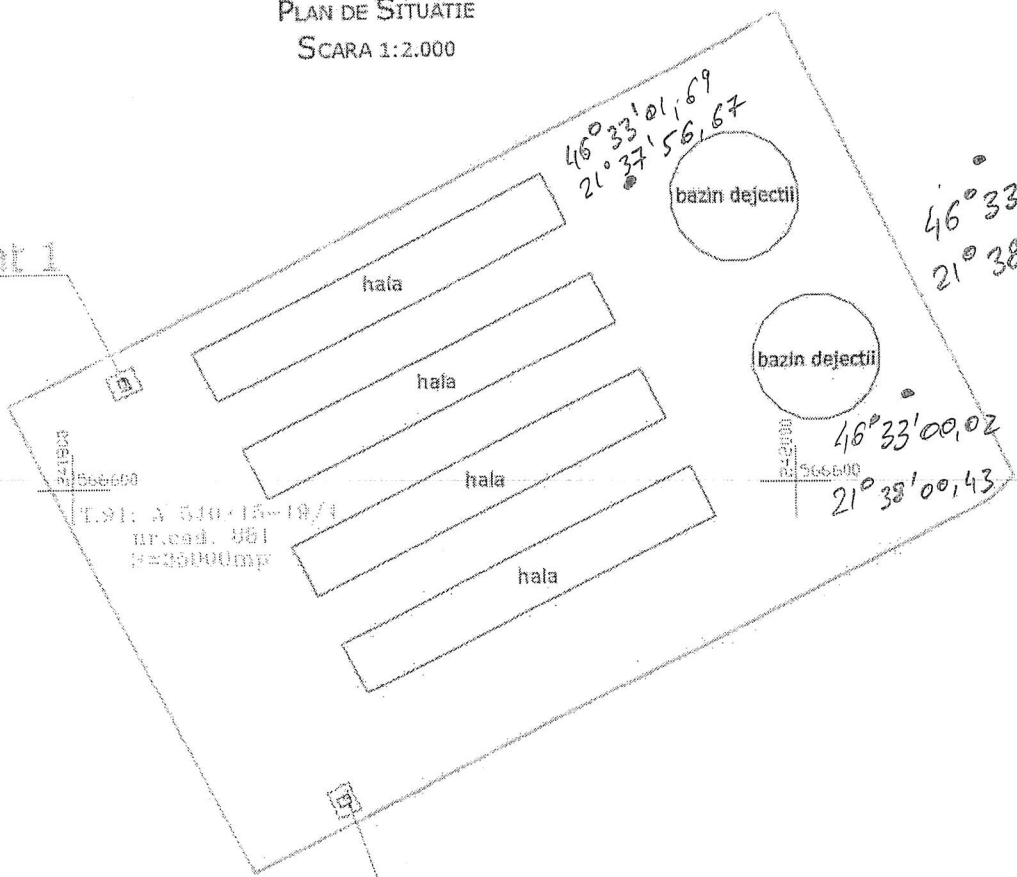 PLAN DE SITUATIE
SCARA 1:2.000
46° 33' 01,69
21° 37' 56,67
bazin dejectii
46° 33
21° 38
hala
hala
bazin dejectii
46° 33' 00,02
21° 38' 00,43
566600
566600
hala
nr.cad.
hala